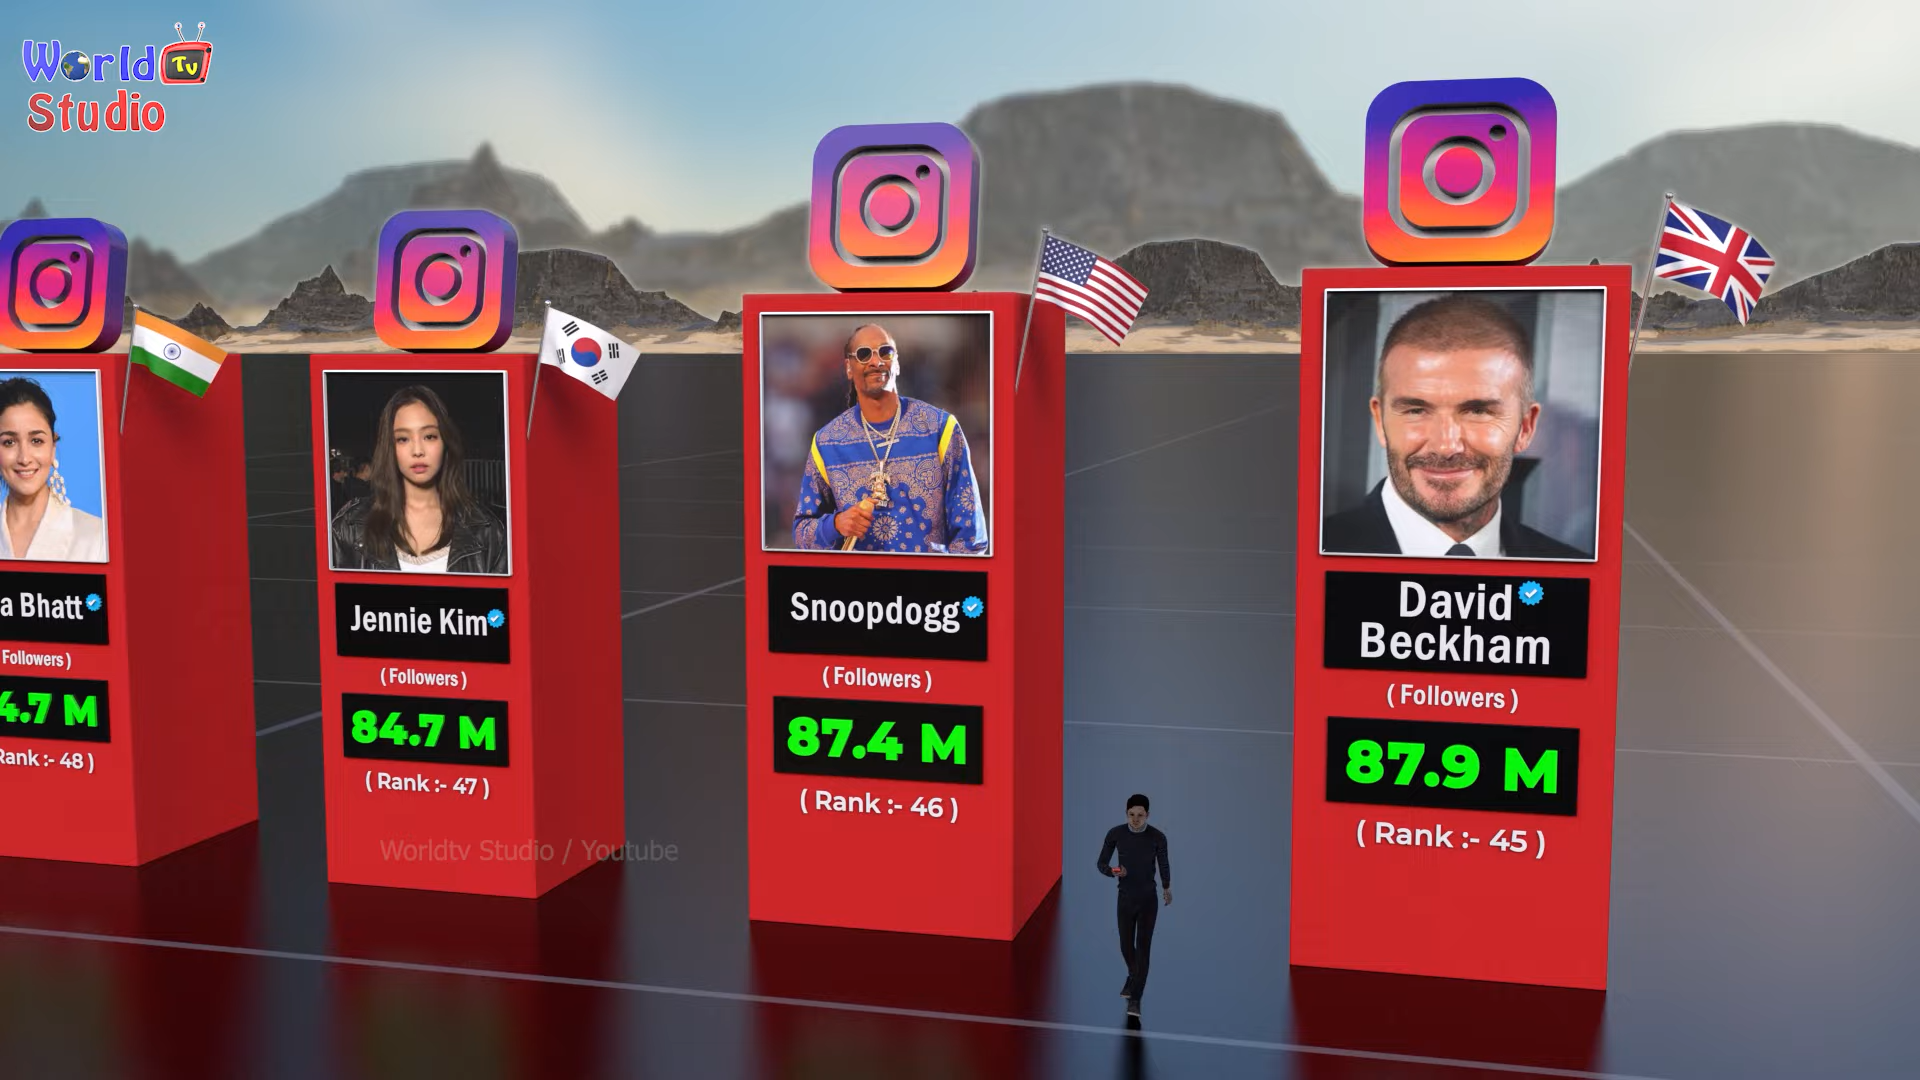 World Tv
Studio
a Bhatt
Followers )
4.7 M
Rank :- 48 )
Jennie Kim
( Followers )
84.7 M
( Rank :- 47 )
Snoopdogg
( Followers )
87.4 M
( Rank :- 46 )
David
Beckham
( Followers )
87.9 M
( Rank :- 45 )
Worldtv Studio / Youtube